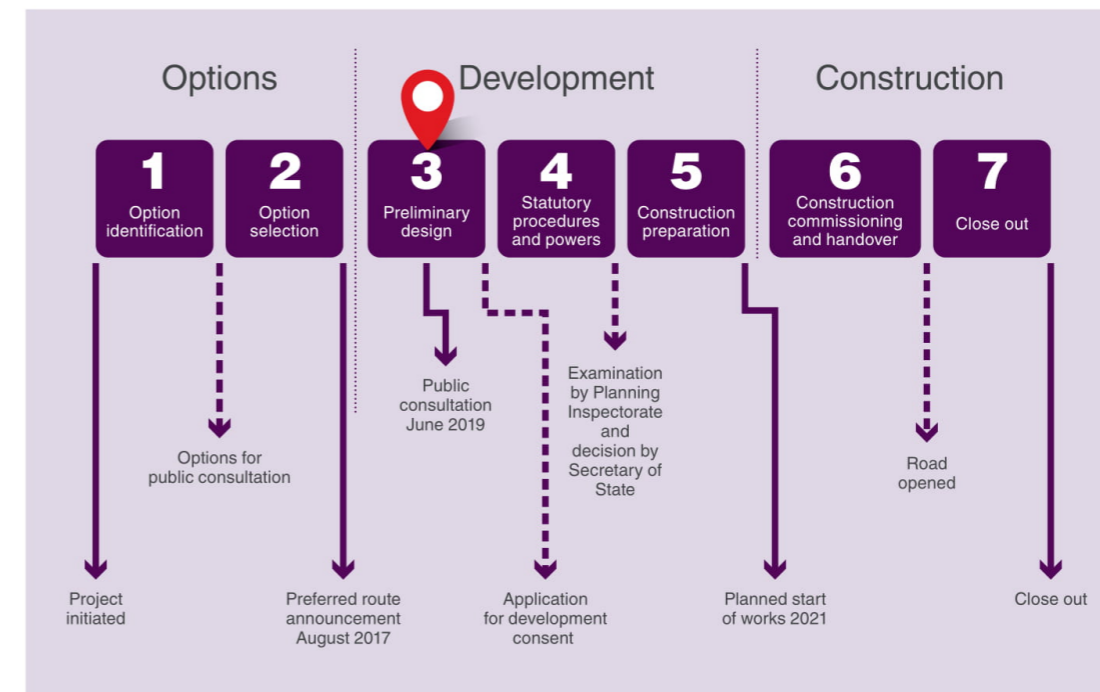 Options
Development
Construction
1
Option
identification
2
Option
selection
3
Preliminary
design
4
Statutory
procedures
and powers
5
Construction
preparation
6
Construction
commissioning
and handover
7
Close out
Public
consultation
June 2019
Examination
by Planning
Inspectorate
and
decision by
Secretary of
State
Options for
public consultation
Road
opened
Project
initiated
Preferred route
announcement
August 2017
Application
for development
consent
Planned start
of works 2021
Close out